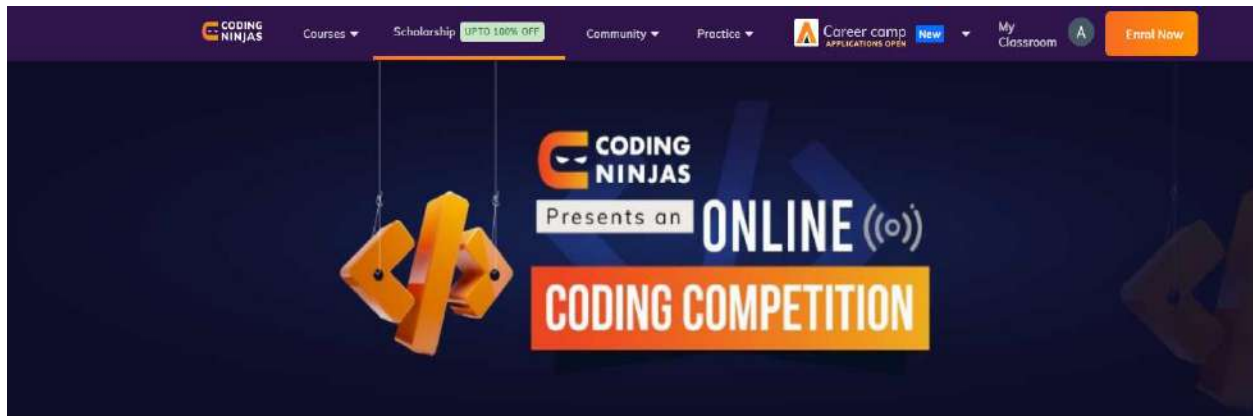 CODING
NINJAS
Courses
Scholarship UPTO 100% OFF
Community
Practice
Career camp New
APPLICATIONS OPEN
My
Classroom
A
Enrol Now
CODING
NINJAS
Presents an ONLINE
CODING COMPETITION